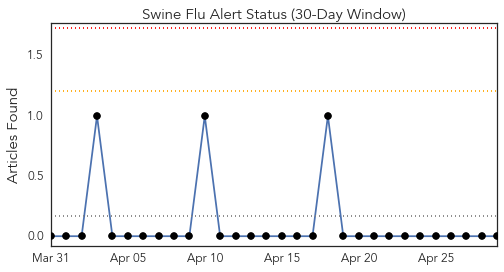 Swine Flu Alert Status (30-Day Window)
Articles Found
1.5
1.0
0.5
0.0
Mar 31 Apr 05 Apr 10 Apr 15 Apr 20 Apr 25